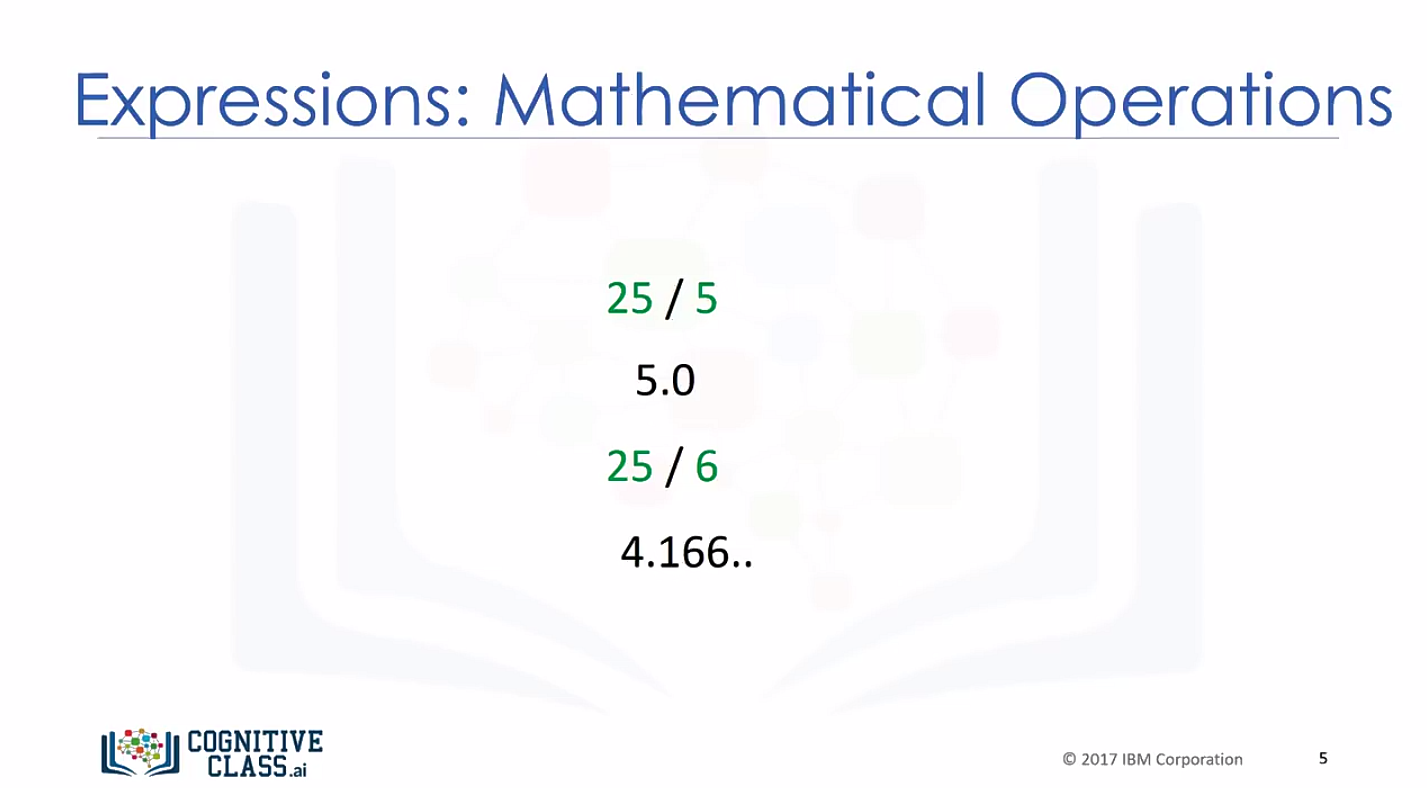 Expressions: Mathematical Operations
25 / 5
5.0
25 / 6
4.166..
COGNITIVE
CLASS.ai
© 2017 IBM Corporation
5